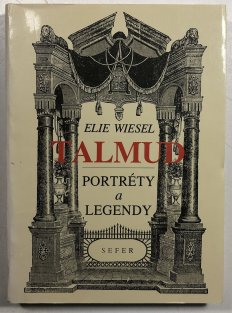 ELIE WIESEL
TALMUD
PORTRÉTY
a
LEGENDY
SEFER